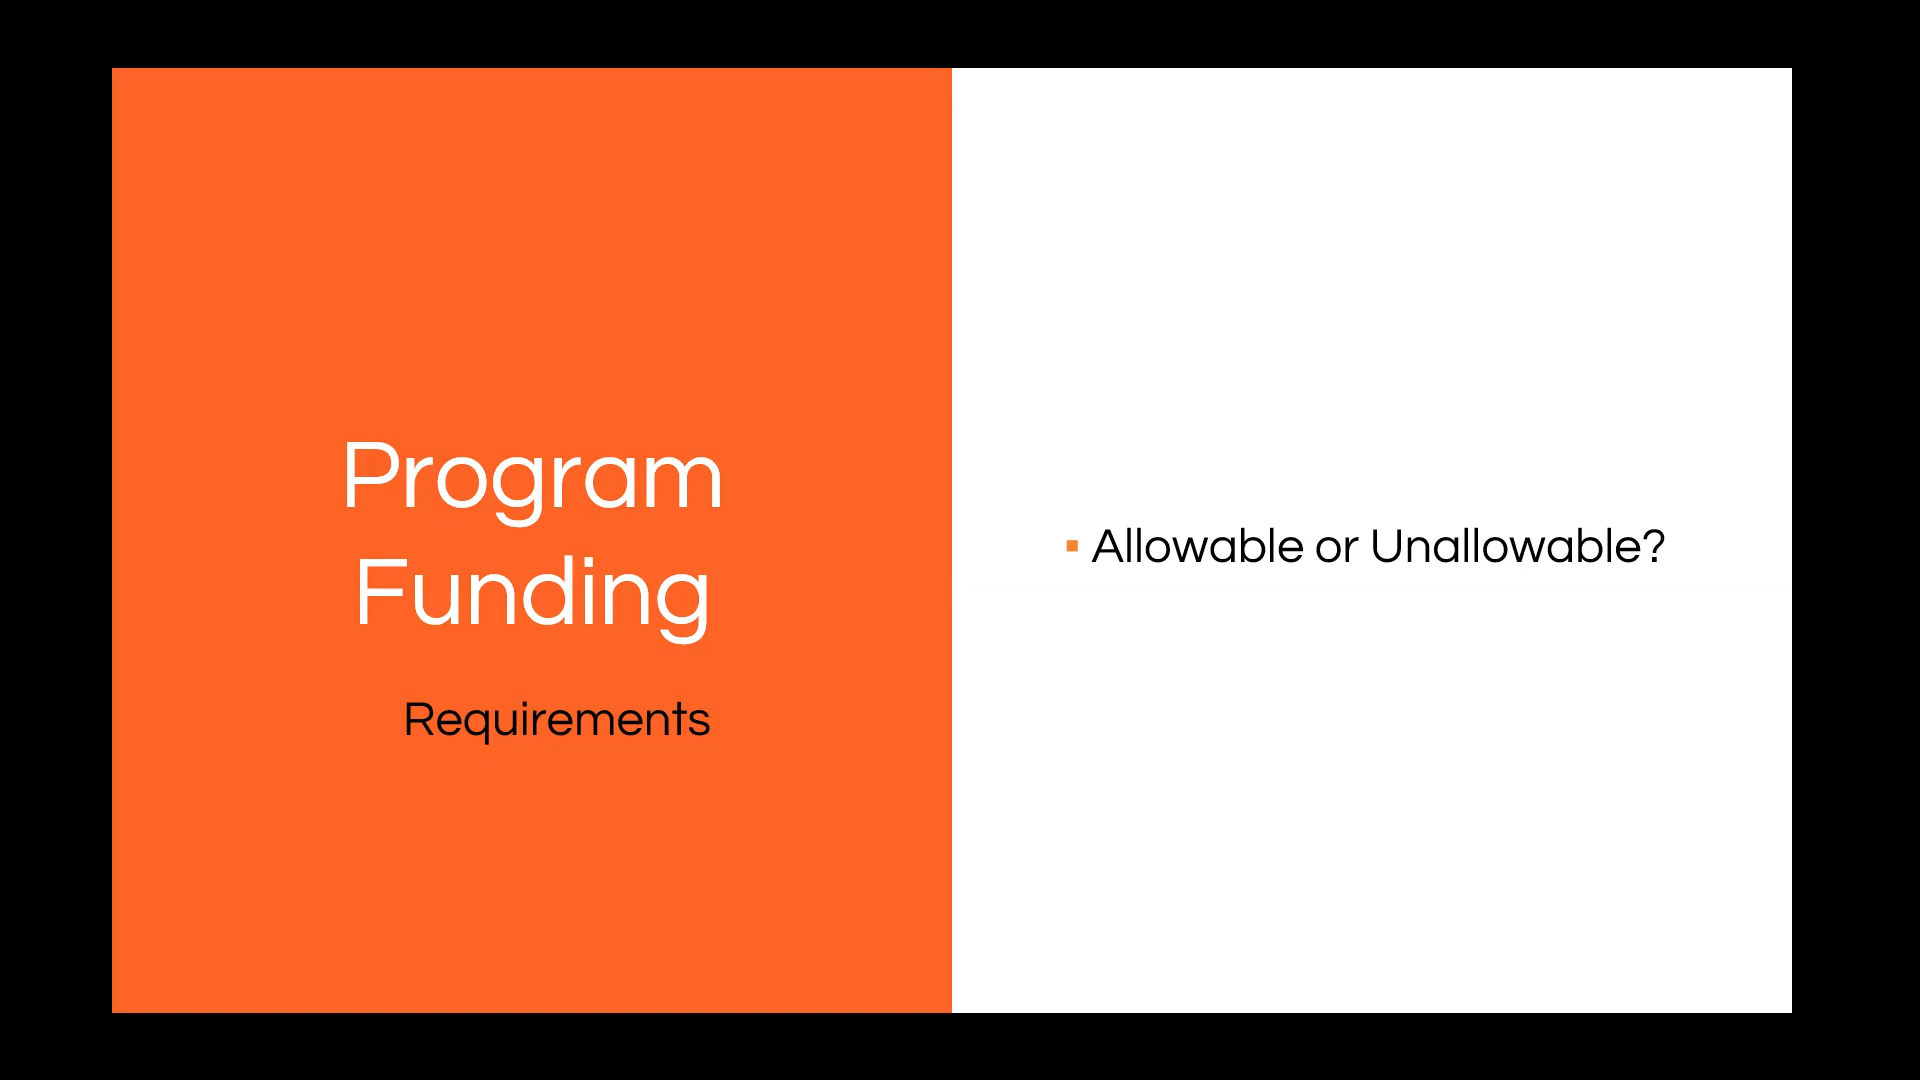 Program
Funding
Requirements
▪ Allowable or Unallowable?